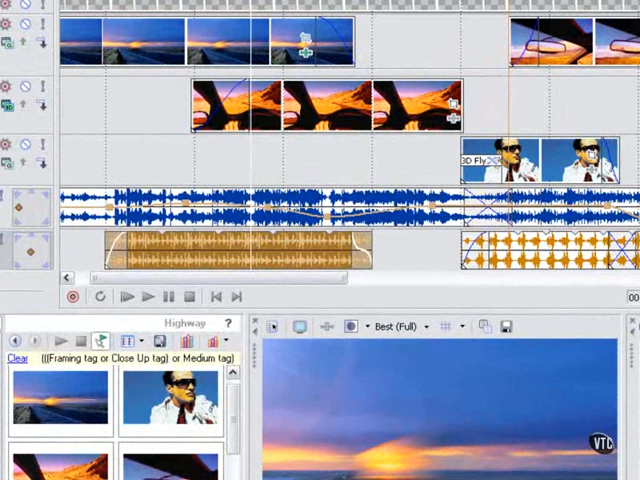 3D Fly
00
Highway ?
Best (Full)
Clear (((Framing tag or Close Up tag) or Medium tag)
VTC